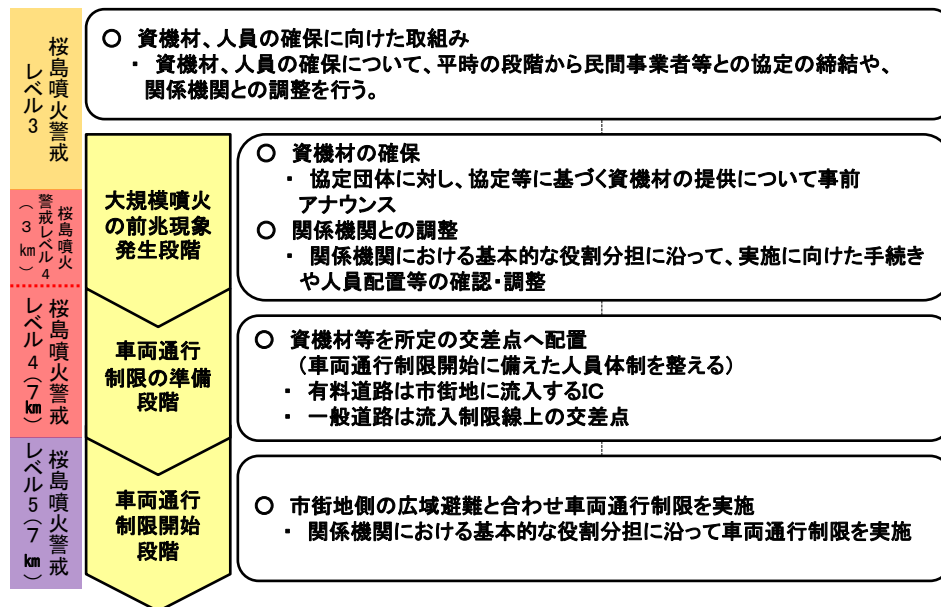 桜島噴火警戒
レベル3
○ 資機材、人員の確保に向けた取組み
・ 資機材、人員の確保について、平時の段階から民間事業者等との協定の締結や、
関係機関との調整を行う。
大規模噴火
の前兆現象
発生段階
○ 資機材の確保
・ 協定団体に対し、協定等に基づく資機材の提供について事前
アナウンス
○ 関係機関との調整
・ 関係機関における基本的な役割分担に沿って、実施に向けた手続き
や人員配置等の確認・調整
桜島噴火
警戒レベル4
(3km)
桜島噴火警戒
レベル4(7km)
車両通行
制限の準備
段階
○ 資機材等を所定の交差点へ配置
(車両通行制限開始に備えた人員体制を整える)
・ 有料道路は市街地に流入するIC
・ 一般道路は流入制限線上の交差点
桜島噴火警戒
レベル5(7km)
車両通行
制限開始
段階
○ 市街地側の広域避難と合わせ車両通行制限を実施
・ 関係機関における基本的な役割分担に沿って車両通行制限を実施